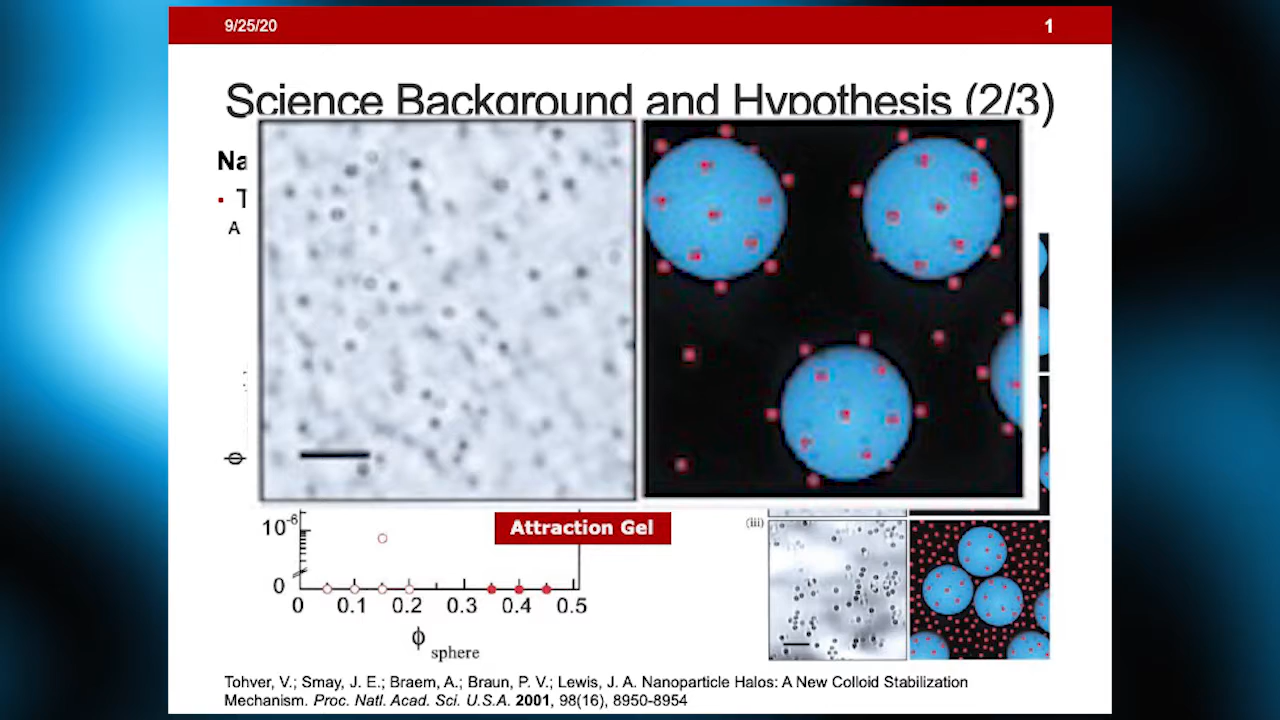 9/25/20
1
Science Background and Hypothesis (2/3)
Na
• T
A
ϕ
10-6
Attraction Gel
(iii)
0
0 0.1 0.2 0.3 0.4 0.5
ϕ sphere
Tohver, V.; Smay, J. E.; Braem, A.; Braun, P. V.; Lewis, J. A. Nanoparticle Halos: A New Colloid Stabilization
Mechanism. Proc. Natl. Acad. Sci. U.S.A. 2001, 98(16), 8950-8954